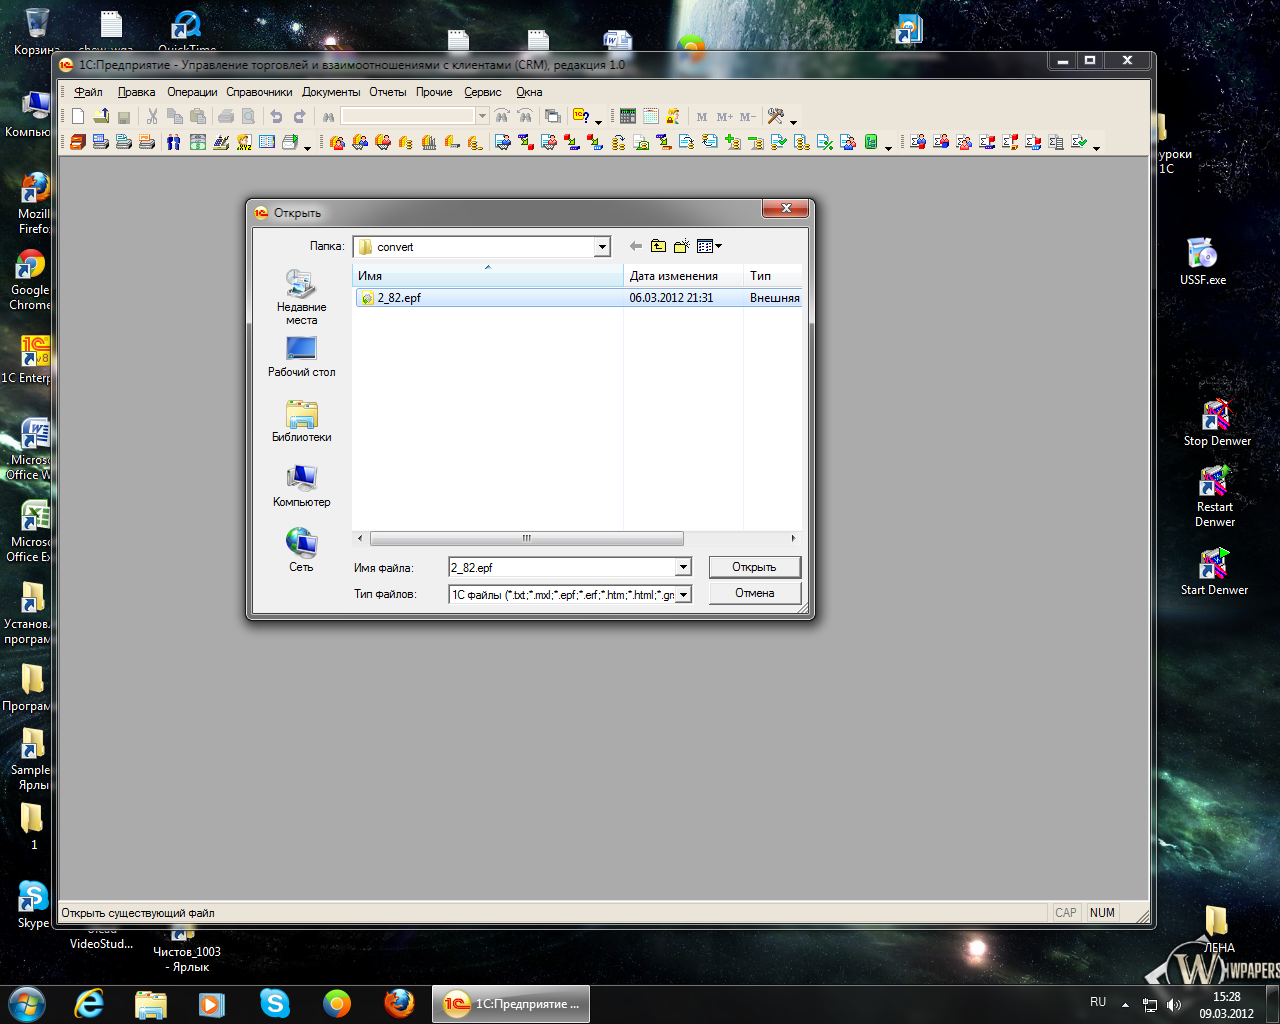 Корзина
QuickTime
1С:Предприятие - Управление торговлей и взаимоотношениями с клиентами (CRM), редакция 1.0
Файл Правка Операции Справочники Документы Отчеты Прочие Сервис Окна
M M+ M−
Открыть
Папка: convert
Имя Дата изменения Тип
2_82.epf 06.03.2012 21:31 Внешняя
Недавние
места
Рабочий стол
Библиотеки
Компьютер
Сеть
Имя файла: 2_82.epf Открыть
Тип файлов: 1С файлы (*.txt;*.mxl;*.epf;*.erf;*.htm;*.html;*.gr Отмена
Открыть существующий файл CAP NUM
Компью
Mozill
Firefo
Google
Chrome
1C Enterp
Micros
Office W
Micros
Office Ex
Установ.
програм
Програм
Sample
Ярлы
1
Skype
VideoStud...
Чистов_1003
- Ярлык
уроки
1С
USSF.exe
Stop Denwer
Restart
Denwer
Start Denwer
ЛЕНА
W
WPAPERS
1С:Предприятие ...
RU
15:28
09.03.2012